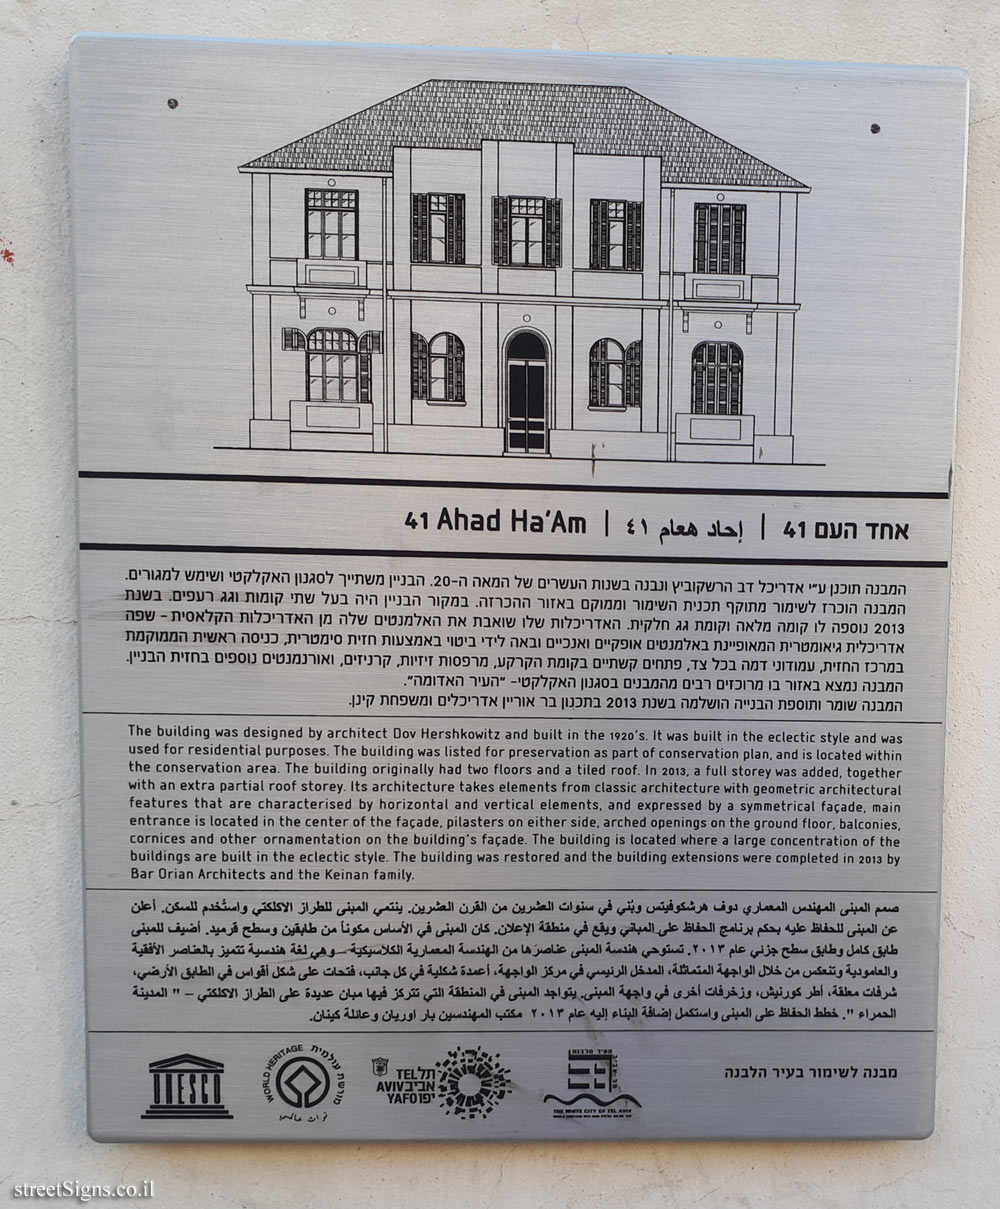 אחד העם 41 | إحاد هعام ٤١ | 41 Ahad Ha'Am
המבנה תוכנן ע״י אדריכל דב הרשקוביץ ונבנה בשנות העשרים של המאה ה-20. הבניין משתייך לסגנון האקלקטי ושימש למגורים.
המבנה הוכרז לשימור מתוקף תכנית השימור וממוקם באזור ההכרזה. במקור הבניין היה בעל שתי קומות וגג רעפים. בשנת
2013 נוספה לו קומה מלאה וקומת גג חלקית. האדריכלות שלו שואבת את האלמנטים שלה מן האדריכלות הקלאסית - שפה
אדריכלית גיאומטרית המאופיינת באלמנטים אופקיים ואנכיים ובאה לידי ביטוי באמצעות חזית סימטרית, כניסה ראשית הממוקמת
במרכז החזית, עמודוני דמה בכל צד, פתחים קשתיים בקומת הקרקע, מרפסות זיזיות, קרניזים, ואורנמנטים נוספים בחזית הבניין.
המבנה נמצא באזור בו מרוכזים רבים מהמבנים בסגנון האקלקטי- ״העיר האדומה״.
המבנה שומר ותוספת הבנייה הושלמה בשנת 2013 בתכנון בר אוריין אדריכלים ומשפחת קינן.
The building was designed by architect Dov Hershkowitz and built in the 1920's. It was built in the eclectic style and was
used for residential purposes. The building was listed for preservation as part of conservation plan, and is located within
the conservation area. The building originally had two floors and a tiled roof. In 2013, a full storey was added, together
with an extra partial roof storey. Its architecture takes elements from classic architecture with geometric architectural
features that are characterised by horizontal and vertical elements, and expressed by a symmetrical façade, main
entrance is located in the center of the façade, pilasters on either side, arched openings on the ground floor, balconies,
cornices and other ornamentation on the building's façade. The building is located where a large concentration of the
buildings are built in the eclectic style. The building was restored and the building extensions were completed in 2013 by
Bar Orian Architects and the Keinan family.
صمم المبنى المهندس المعماري دوف هرشكوفيتس وبُني في سنوات العشرين من القرن العشرين. ينتمي المبنى للطراز الاكلكتي واستُخدم للسكن. أعلن
عن المبنى للحفاظ عليه بحكم برنامج الحفاظ على المباني ويقع في منطقة الإعلان. كان المبنى في الأساس مكوناً من طابقين وسطح قرميد. أضيف للمبنى
طابق كامل وطابق سطح جزئي عام ٢٠١٣. تستوحي هندسة المبنى عناصرها من الهندسة المعمارية الكلاسيكية – وهي لغة هندسية تتميز بالعناصر الأفقية
والعامودية وتنعكس من خلال الواجهة المتماثلة، المدخل الرئيسي في مركز الواجهة، أعمدة شكلية في كل جانب، فتحات على شكل أقواس في الطابق الأرضي،
شرفات معلقة، أطر كورنيش، وزخرفات أخرى في واجهة المبنى. يتواجد المبنى في المنطقة التي تتركز فيها مبان عديدة على الطراز الاكلكتي – " المدينة
الحمراء ". خطط الحفاظ على المبنى واستكمل إضافة البناء إليه عام ٢٠١٣ مكتب المهندسين بار اوريان وعائلة كينان.
מבנה לשימור בעיר הלבנה
UNESCO
WORLD HERITAGE
מורשת עולמית
TEL
AVIV
YAFO
תל
אביב
יפו
העיר הלבנה
THE WHITE CITY OF TEL AVIV
streetSigns.co.il